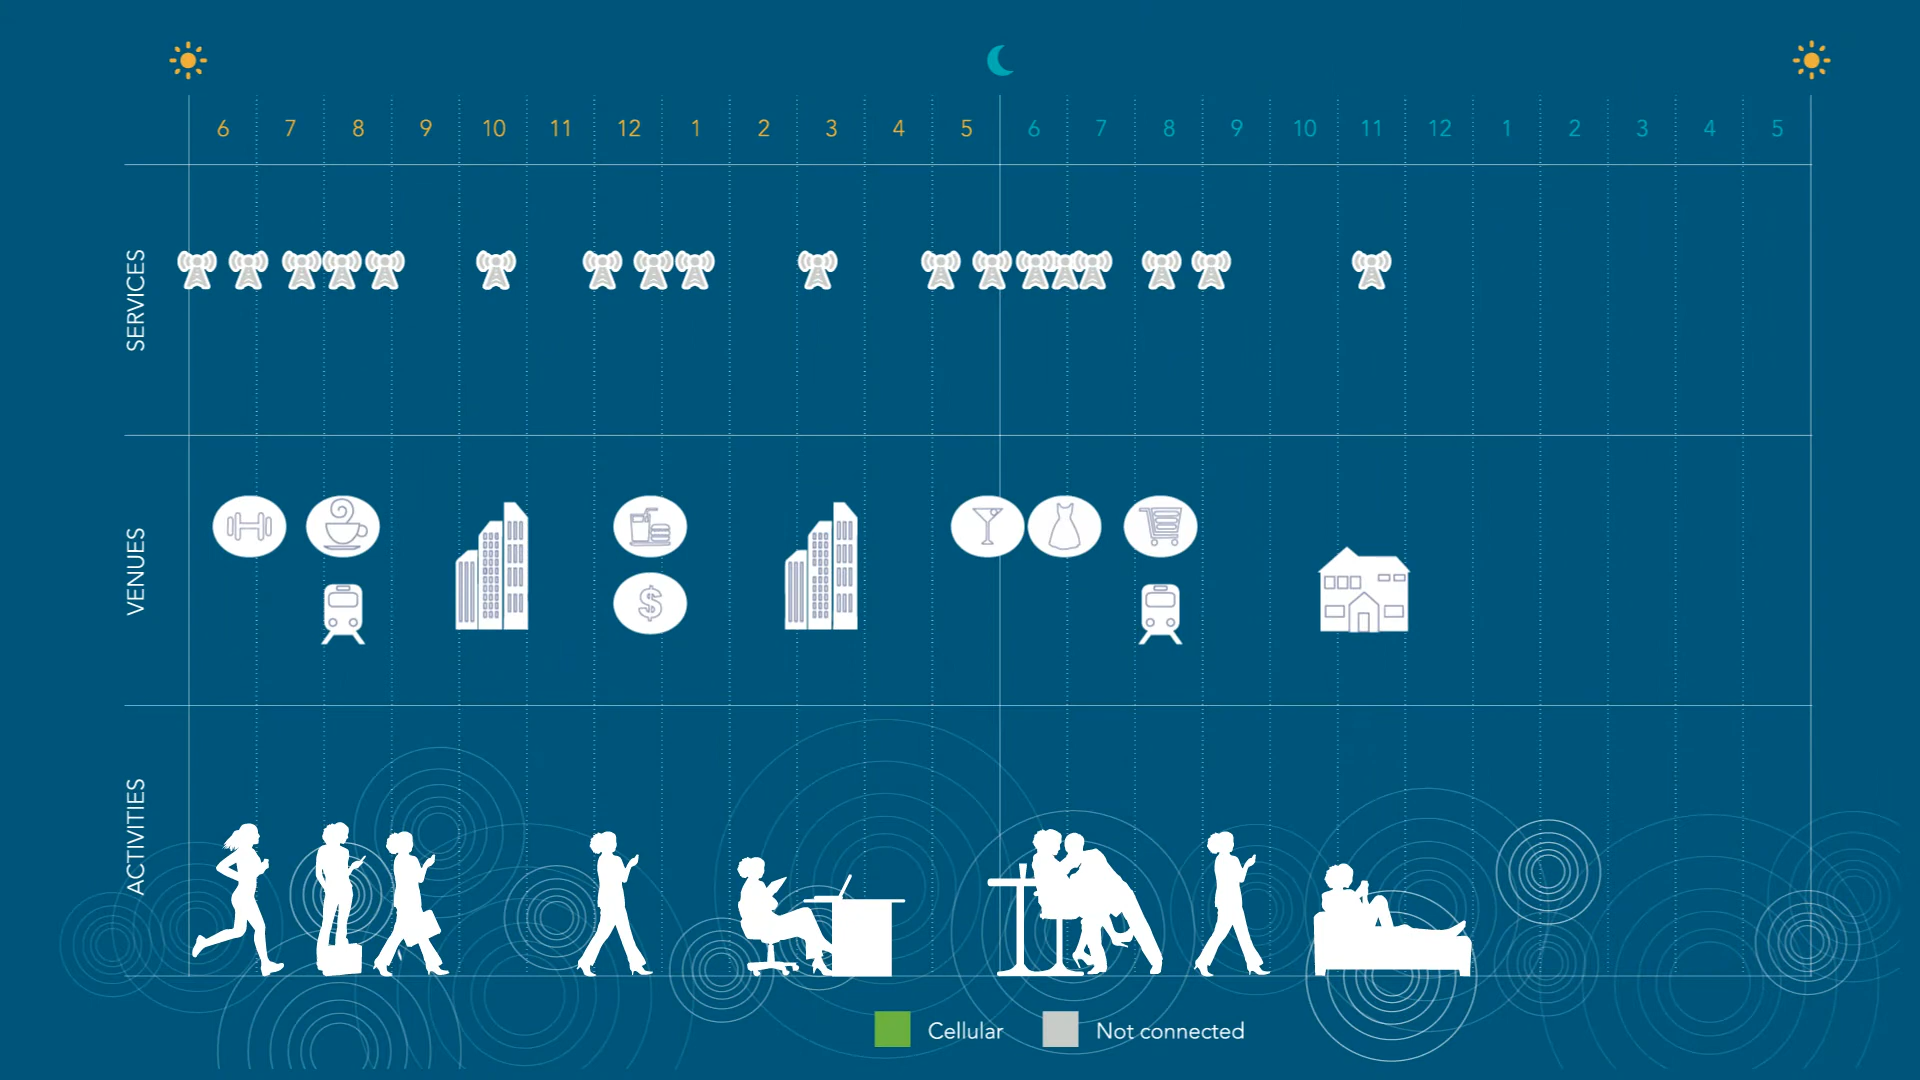 6 7 8 9 10 11 12 1 2 3 4 5 6 7 8 9 10 11 12 1 2 3 4 5
SERVICES
VENUES
$
ACTIVITIES
Cellular Not connected